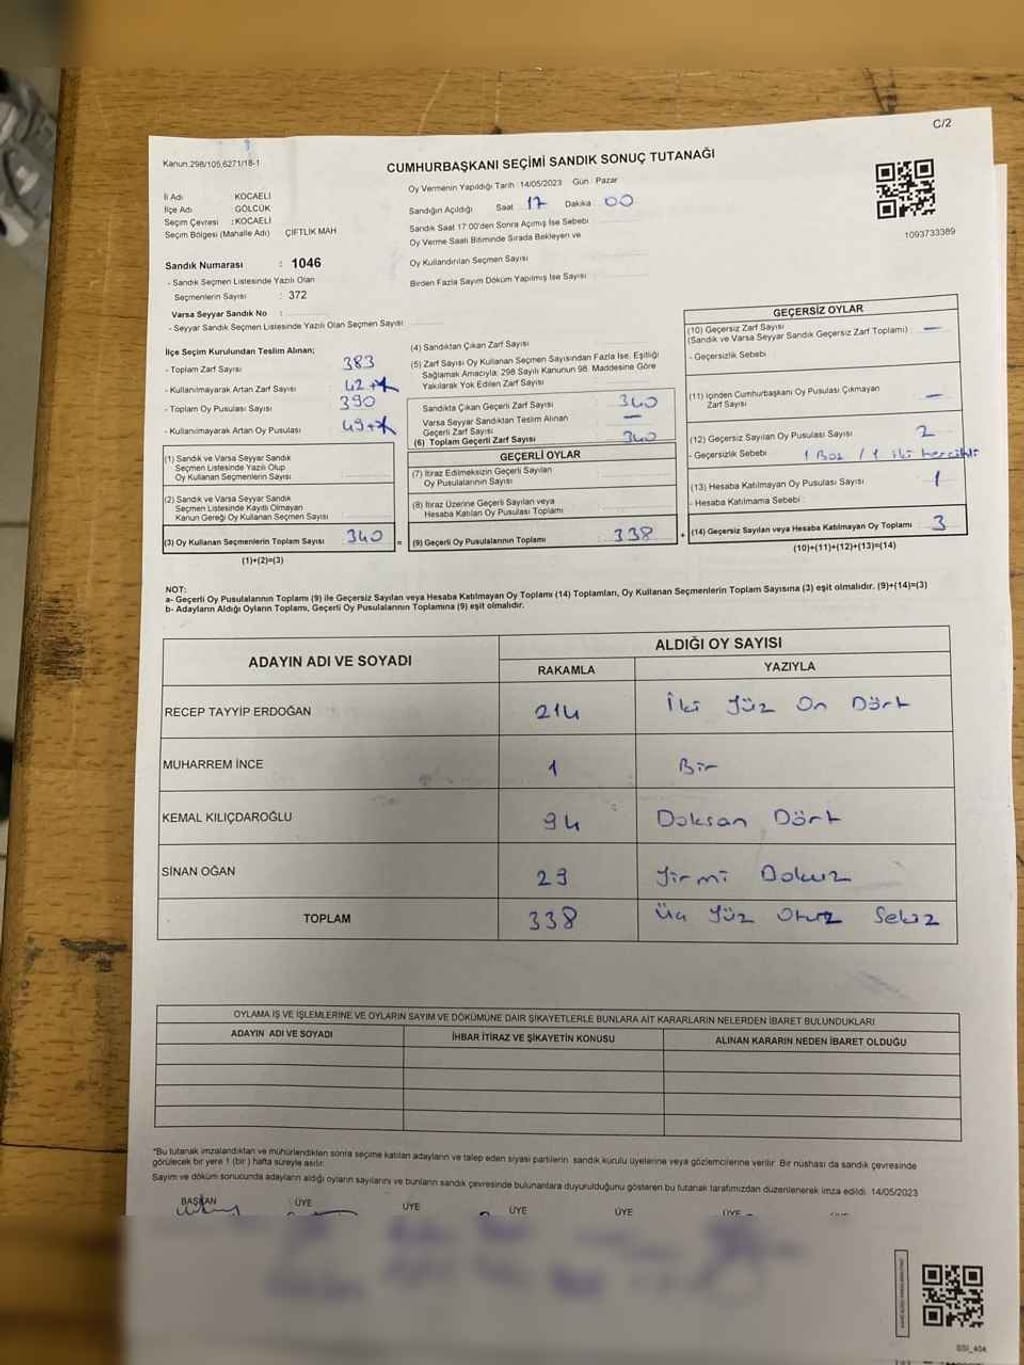 C/2
Kanun.298/105,6271/18-1
CUMHURBAŞKANI SEÇİMİ SANDIK SONUÇ TUTANAĞI
İl Adı : KOCAELİ
İlçe Adı : GÖLCÜK
Seçim Çevresi : KOCAELİ
Seçim Bölgesi (Mahalle Adı) ÇİFTLİK MAH
Oy Vermenin Yapıldığı Tarih :14/05/2023 Gün : Pazar
Sandığın Açıldığı Saat : 17 Dakika : 00
Sandık Saat 17:00'den Sonra Açımış İse Sebebi
Oy Verme Saati Bitiminde Sırada Bekleyen ve
Oy Kullandırılan Seçmen Sayısı
Birden Fazla Sayım Döküm Yapılmış İse Sayısı
1093733389
Sandık Numarası : 1046
- Sandık Seçmen Listesinde Yazılı Olan
Seçmenlerin Sayısı : 372
Varsa Seyyar Sandık No :
- Seyyar Sandık Seçmen Listesinde Yazılı Olan Seçmen Sayısı:
İlçe Seçim Kurulundan Teslim Alınan;
- Toplam Zarf Sayısı : 383
- Kullanılmayarak Artan Zarf Sayısı : 42+
- Toplam Oy Pusulası Sayısı : 390
- Kullanılmayarak Artan Oy Pusulası : 49+
(1) Sandık ve Varsa Seyyar Sandık
Seçmen Listesinde Yazılı Olup
Oy Kullanan Seçmen Sayısı
(2) Sandık ve Varsa Seyyar Sandık
Seçmen Listesinde Kayıtlı Olmayan
Kanun Gereği Oy Kullanan Seçmen Sayısı
(3) Oy Kullanan Seçmenlerin Toplam Sayısı : 340 =
(1)+(2)=(3)
(4) Sandıktan Çıkan Zarf Sayısı
(5) Zarf Sayısı Oy Kullanan Seçmen Sayısından Fazla İse, Eşitliği
Sağlamak Amacıyla; 298 Sayılı Kanunun 98. Maddesine Göre
Yakılarak Yok Edilen Zarf Sayısı
Sandıkta Çıkan Geçerli Zarf Sayısı : 340
Varsa Seyyar Sandıktan Teslim Alınan
Geçerli Zarf Sayısı : —
(6) Toplam Geçerli Zarf Sayısı : 340
GEÇERLİ OYLAR
(7) İtiraz Edilmeksizin Geçerli Sayılan
Oy Pusulalarının Sayısı
(8) İtiraz Üzerine Geçerli Sayılan veya
Hesaba Katılan Oy Pusulası Toplamı
(9) Geçerli Oy Pusulalarının Toplamı : 338 +
GEÇERSİZ OYLAR
(10) Geçersiz Zarf Sayısı
(Sandık ve Varsa Seyyar Sandık Geçersiz Zarf Toplamı) : —
- Geçersizlik Sebebi
(11) İçinden Cumhurbaşkanı Oy Pusulası Çıkmayan
Zarf Sayısı : —
(12) Geçersiz Sayılan Oy Pusulası Sayısı : 2
- Geçersizlik Sebebi : 1 Boş / 1 iki tercihli
(13) Hesaba Katılmayan Oy Pusulası Sayısı : 1
- Hesaba Katılmama Sebebi :
(14) Geçersiz Sayılan veya Hesaba Katılmayan Oy Toplamı : 3
(10)+(11)+(12)+(13)=(14)
NOT:
a- Geçerli Oy Pusulalarının Toplamı (9) ile Geçersiz Sayılan veya Hesaba Katılmayan Oy Toplamı (14) Toplamları, Oy Kullanan Seçmenlerin Toplam Sayısına (3) eşit olmalıdır. (9)+(14)=(3)
b- Adayların Aldığı Oyların Toplamı, Geçerli Oy Pusulalarının Toplamına (9) eşit olmalıdır.
ADAYIN ADI VE SOYADI ALDIĞI OY SAYISI
RAKAMLA YAZIYLA
RECEP TAYYİP ERDOĞAN 214 İki Yüz On Dört
MUHARREM İNCE 1 Bir
KEMAL KILIÇDAROĞLU 94 Doksan Dört
SİNAN OĞAN 29 Yirmi Dokuz
TOPLAM 338 Üç Yüz Otuz Sekiz
OYLAMA İŞ VE İŞLEMLERİNE VE OYLARIN SAYIM VE DÖKÜMÜNE DAİR ŞİKAYETLERLE BUNLARA AİT KARARLARIN NELERDEN İBARET BULUNDUKLARI
ADAYIN ADI VE SOYADI İHBAR İTİRAZ VE ŞİKAYETİN KONUSU ALINAN KARARIN NEDEN İBARET OLDUĞU
*Bu tutanak imzalandıktan ve mühürlendikten sonra seçime katılan adayların ve talep eden siyasi partilerin sandık kurulu üyelerine veya gözlemcilerine verilir. Bir nüshası da sandık çevresinde
görülecek bir yere 1 (bir) hafta süreyle asılır.
Sayım ve döküm sonucunda adayların aldığı oyların sayılarını ve bunların sandık çevresinde bulunanlara duyurulduğunu gösteren bu tutanak tarafımızdan düzenlenerek imza edildi. 14/05/2023
BAŞKAN ÜYE ÜYE ÜYE ÜYE ÜYE